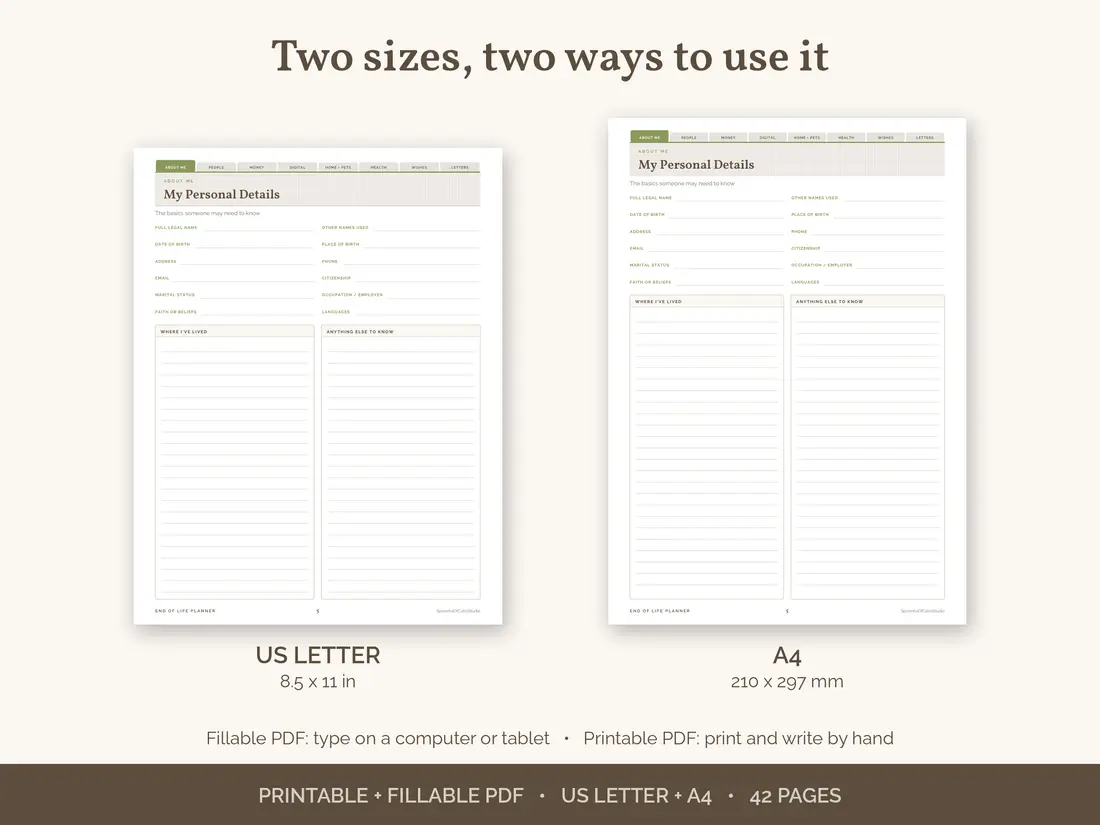 Two sizes, two ways to use it
ABOUT ME PEOPLE MONEY DIGITAL HOME + PETS HEALTH WISHES LETTERS
ABOUT ME
My Personal Details
The basics someone may need to know
FULL LEGAL NAME OTHER NAMES USED
DATE OF BIRTH PLACE OF BIRTH
ADDRESS PHONE
EMAIL CITIZENSHIP
MARITAL STATUS OCCUPATION / EMPLOYER
FAITH OR BELIEFS LANGUAGES
WHERE I'VE LIVED ANYTHING ELSE TO KNOW
END OF LIFE PLANNER 5
US LETTER
8.5 x 11 in
ABOUT ME PEOPLE MONEY DIGITAL HOME + PETS HEALTH WISHES LETTERS
ABOUT ME
My Personal Details
The basics someone may need to know
FULL LEGAL NAME OTHER NAMES USED
DATE OF BIRTH PLACE OF BIRTH
ADDRESS PHONE
EMAIL CITIZENSHIP
MARITAL STATUS OCCUPATION / EMPLOYER
FAITH OR BELIEFS LANGUAGES
WHERE I'VE LIVED ANYTHING ELSE TO KNOW
END OF LIFE PLANNER 5
A4
210 x 297 mm
Fillable PDF: type on a computer or tablet • Printable PDF: print and write by hand
PRINTABLE + FILLABLE PDF • US LETTER + A4 • 42 PAGES